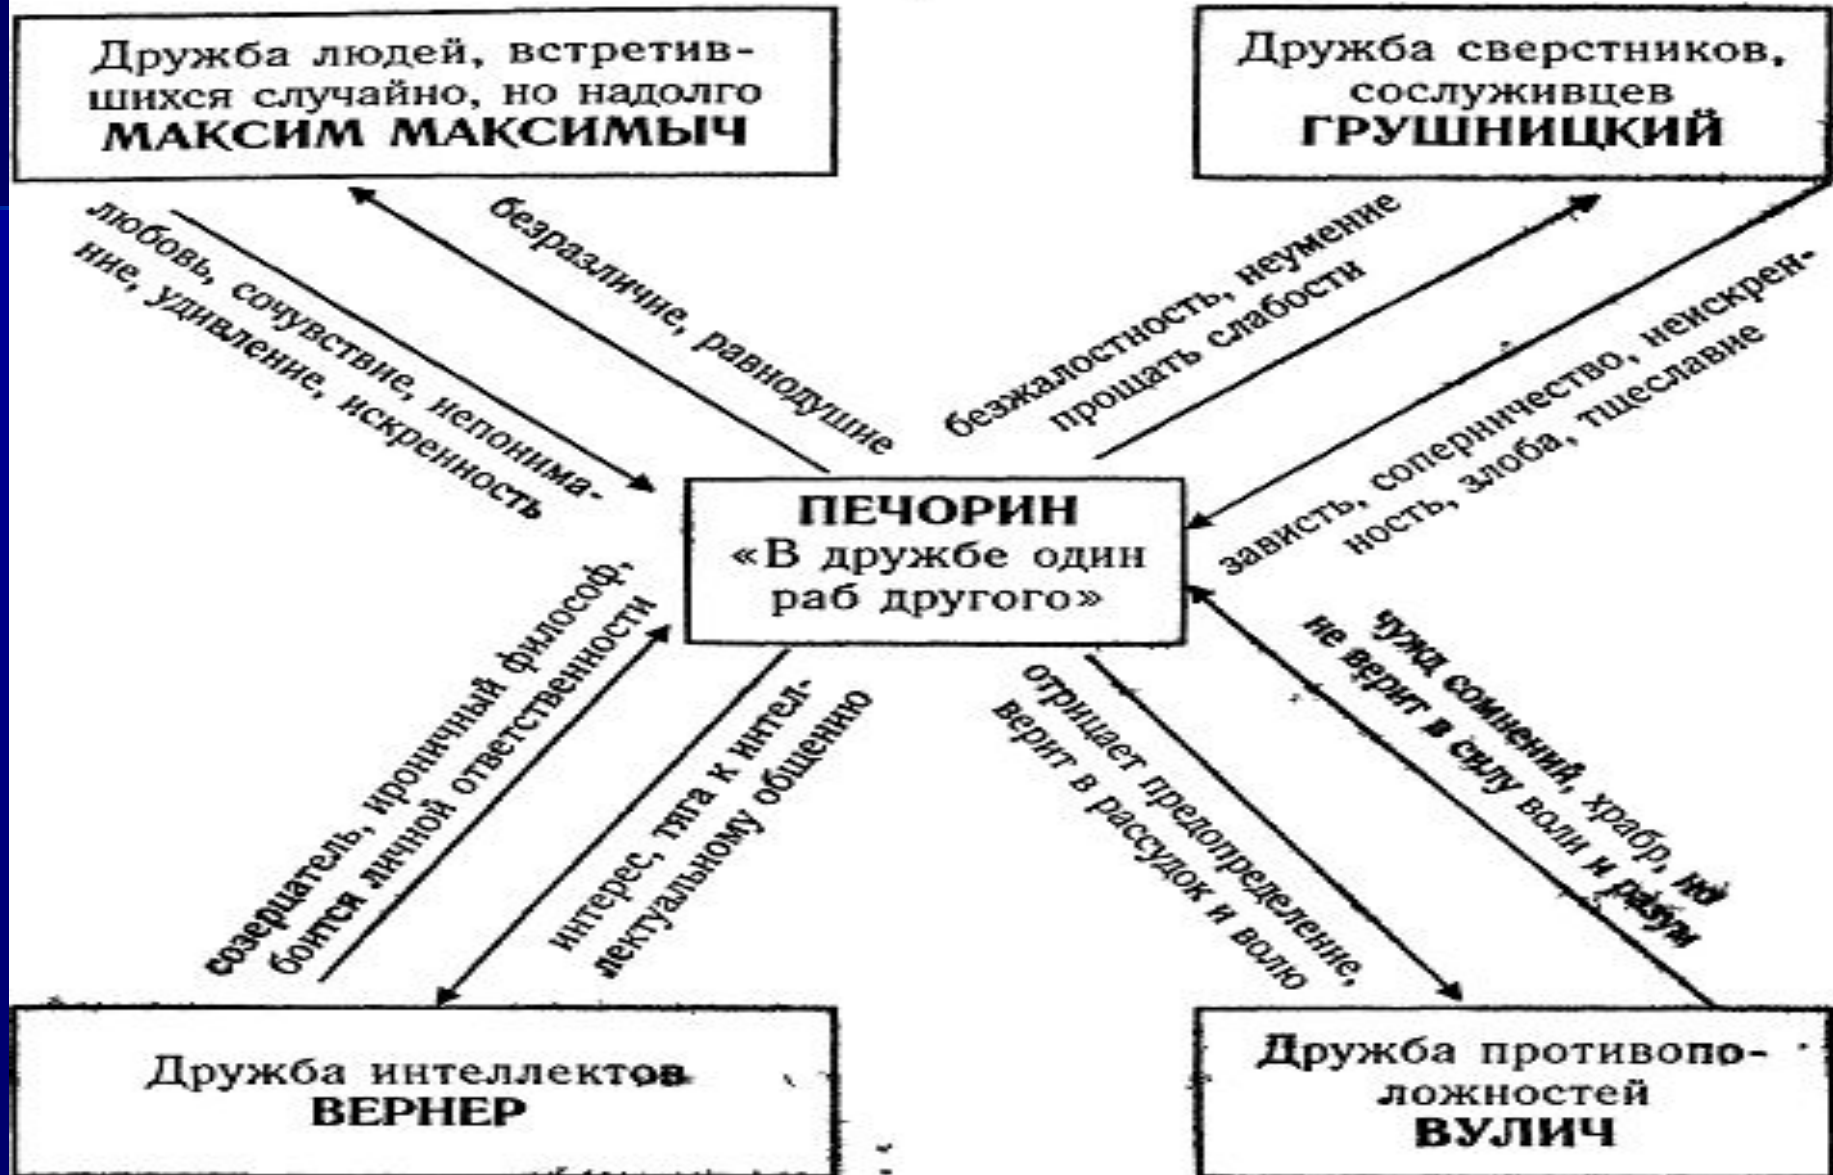 Дружба людей, встретив-
шихся случайно, но надолго
МАКСИМ МАКСИМЫЧ
Дружба сверстников,
сослуживцев
ГРУШНИЦКИЙ
любовь, сочувствие, непонима-
ние, удивление, искренность
безразличие, равнодушие
безжалостность, неумение
прощать слабости
зависть, соперничество, неискрен-
ность, злоба, тщеславие
ПЕЧОРИН
«В дружбе один
раб другого»
созерцатель, ироничный философ,
боится личной ответственности
интерес, тяга к интел-
лектуальному общению
отрицает предопределение,
верит в рассудок и волю
чужд сомнений, храбр, но
не верит в силу воли и разум
Дружба интеллектов
ВЕРНЕР
Дружба противопо-
ложностей
ВУЛИЧ